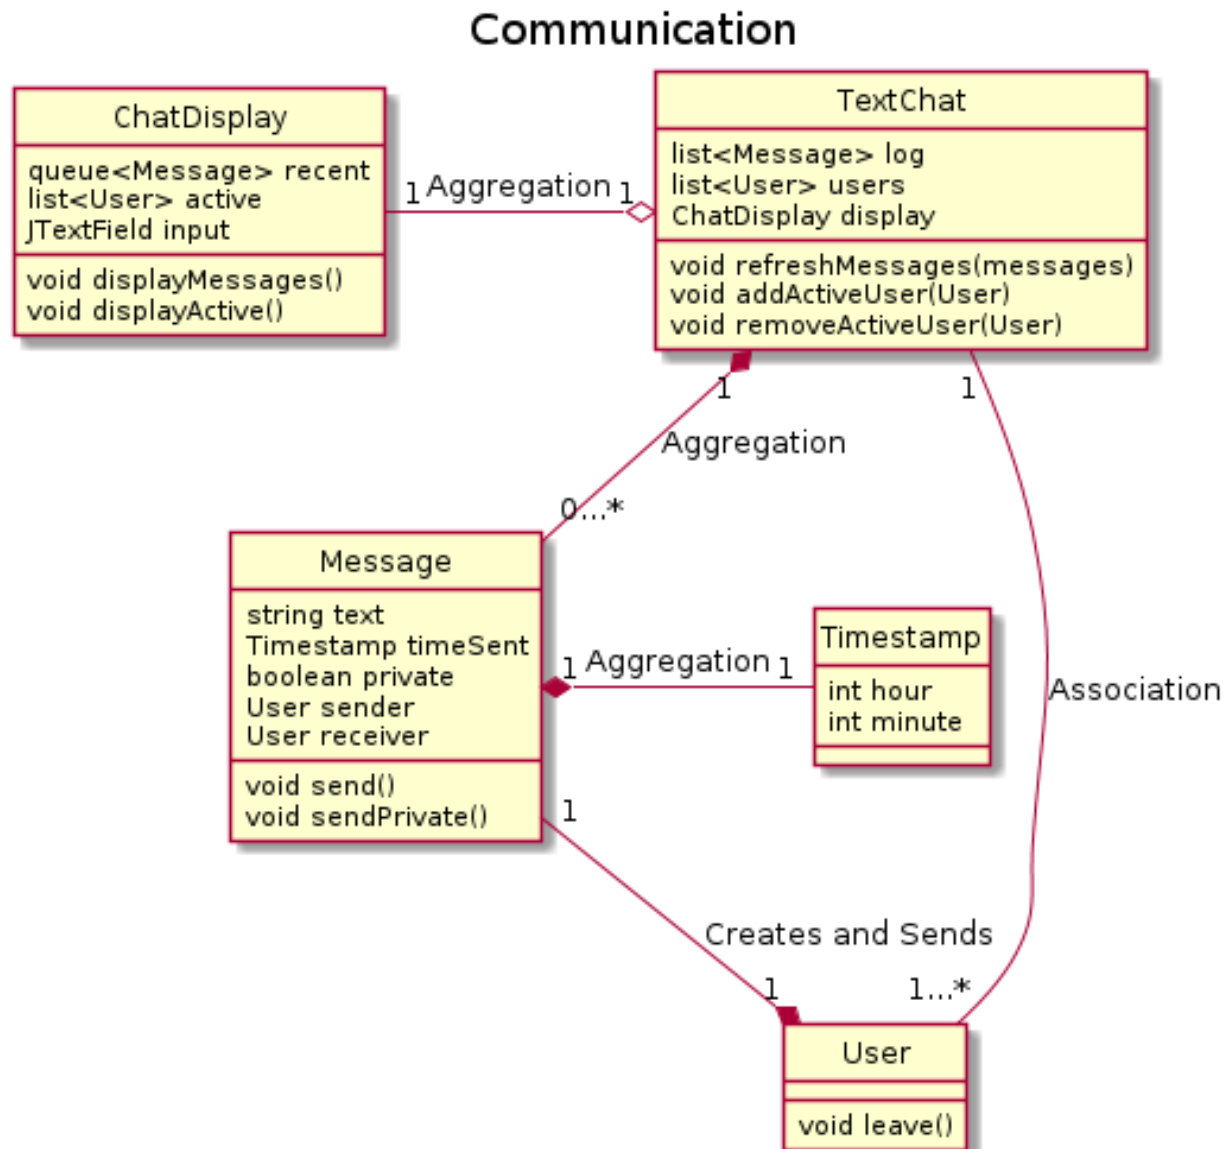 Communication
ChatDisplay
queue<Message> recent
list<User> active
JTextField input
void displayMessages()
void displayActive()
1 Aggregation 1
TextChat
list<Message> log
list<User> users
ChatDisplay display
void refreshMessages(messages)
void addActiveUser(User)
void removeActiveUser(User)
1
1
Aggregation
0...*
Message
string text
Timestamp timeSent
boolean private
User sender
User receiver
void send()
void sendPrivate()
1 Aggregation 1
Timestamp
int hour
int minute
Association
1
Creates and Sends
1
1...*
User
void leave()